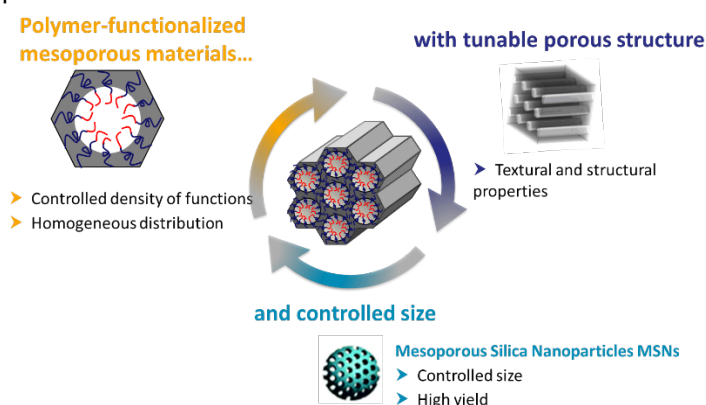 Polymer-functionalized
mesoporous materials…
with tunable porous structure
➤ Textural and structural
properties
➤ Controlled density of functions
➤ Homogeneous distribution
and controlled size
Mesoporous Silica Nanoparticles MSNs
➤ Controlled size
➤ High yield